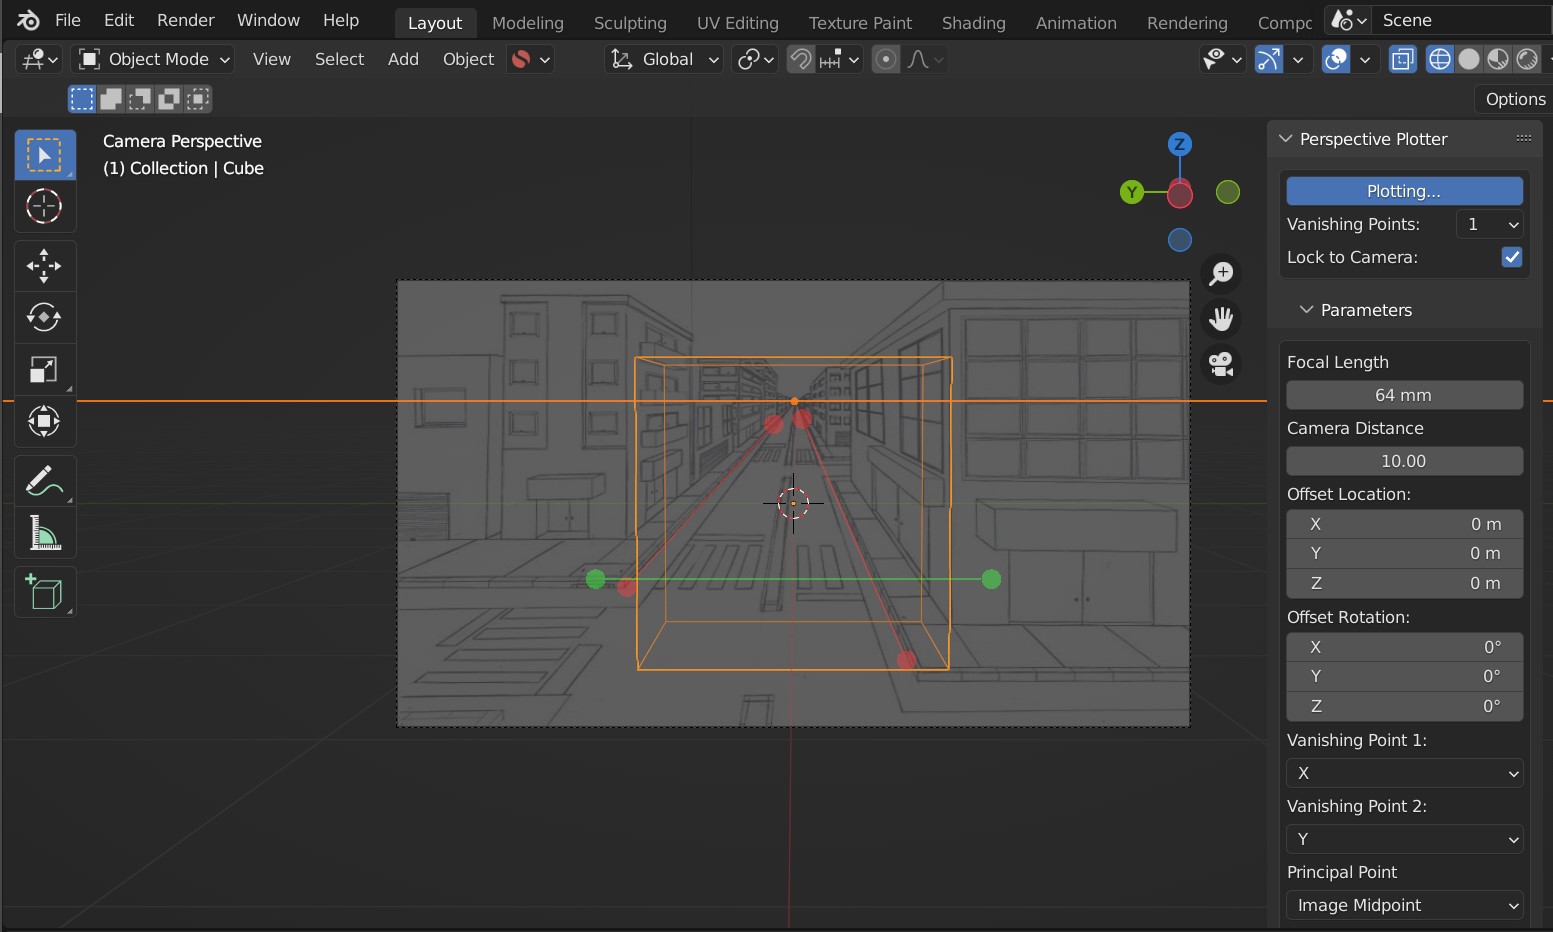 File Edit Render Window Help Layout Modeling Sculpting UV Editing Texture Paint Shading Animation Rendering Scene
Object Mode View Select Add Object Global
Options
Camera Perspective
(1) Collection | Cube
Z
Y
Perspective Plotter
Plotting...
Vanishing Points: 1
Lock to Camera:
Parameters
Focal Length
64 mm
Camera Distance
10.00
Offset Location:
X 0 m
Y 0 m
Z 0 m
Offset Rotation:
X 0°
Y 0°
Z 0°
Vanishing Point 1:
X
Vanishing Point 2:
Y
Principal Point
Image Midpoint